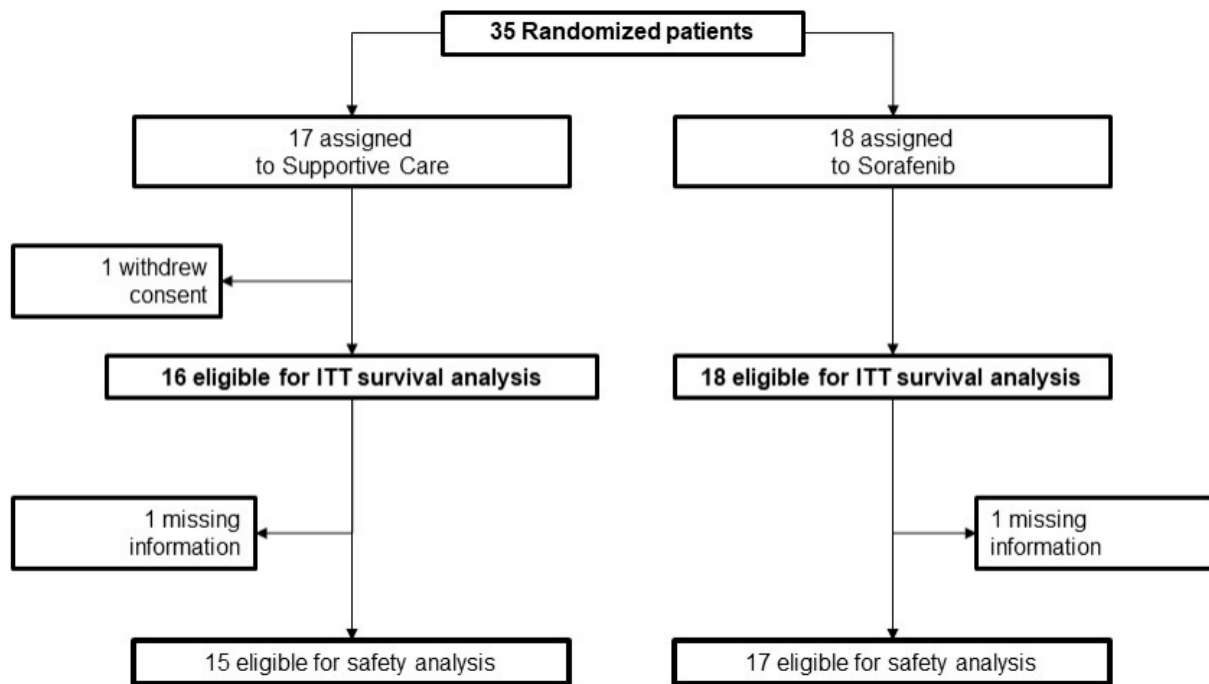 35 Randomized patients
17 assigned
to Supportive Care
18 assigned
to Sorafenib
1 withdrew
consent
16 eligible for ITT survival analysis
18 eligible for ITT survival analysis
1 missing
information
1 missing
information
15 eligible for safety analysis
17 eligible for safety analysis